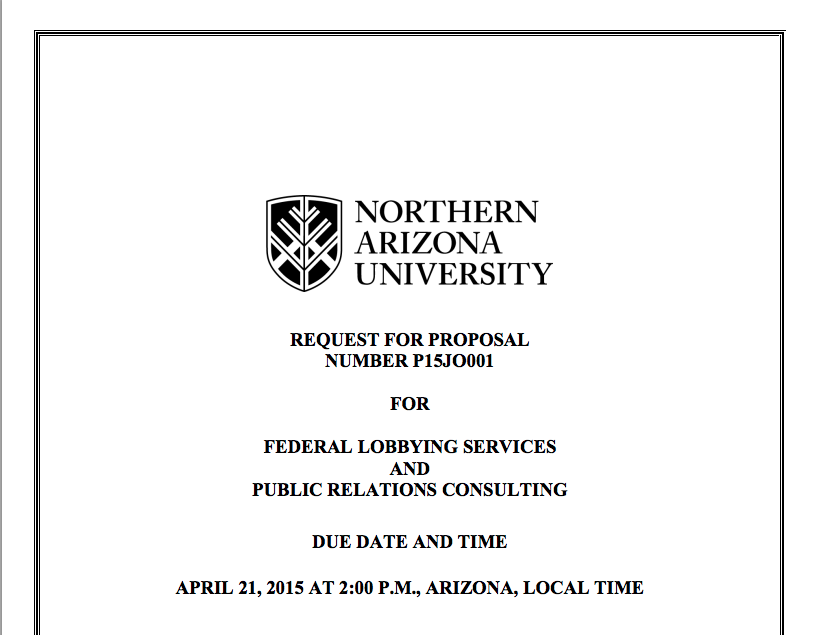 NORTHERN
ARIZONA
UNIVERSITY
REQUEST FOR PROPOSAL
NUMBER P15JO001
FOR
FEDERAL LOBBYING SERVICES
AND
PUBLIC RELATIONS CONSULTING
DUE DATE AND TIME
APRIL 21, 2015 AT 2:00 P.M., ARIZONA, LOCAL TIME